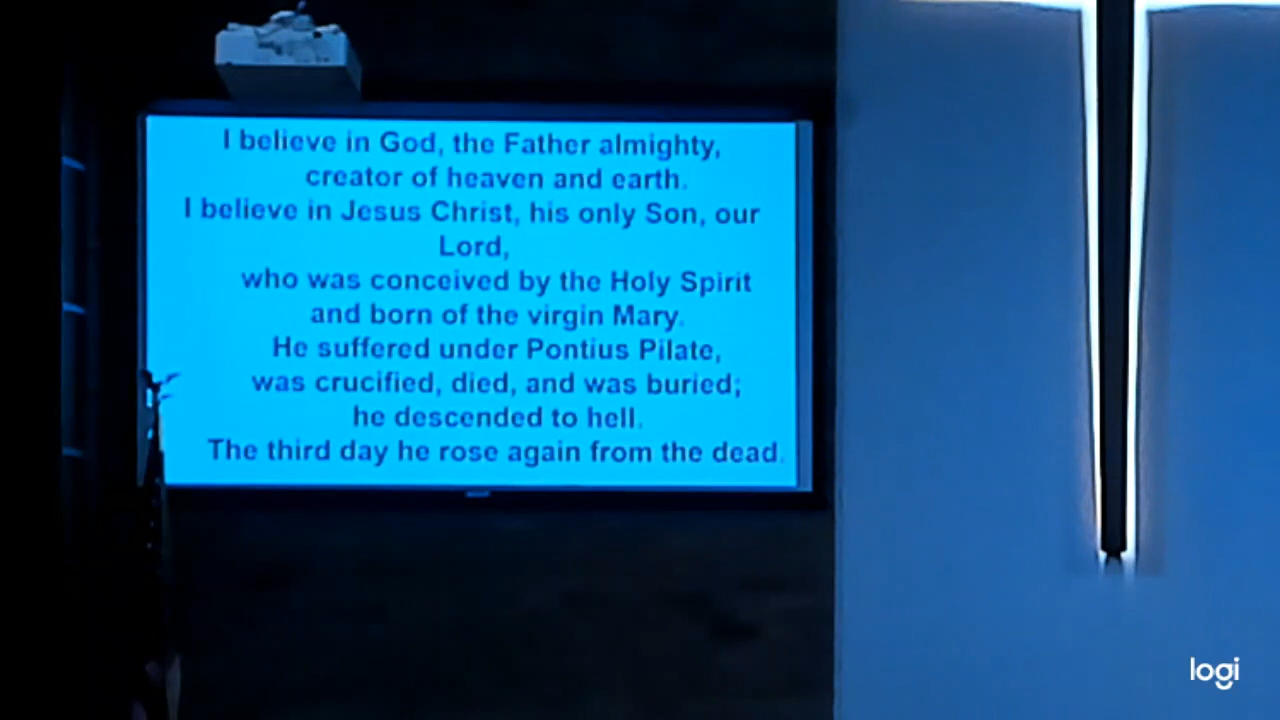 I believe in God, the Father almighty,
creator of heaven and earth.
I believe in Jesus Christ, his only Son, our
Lord,
who was conceived by the Holy Spirit
and born of the virgin Mary.
He suffered under Pontius Pilate,
was crucified, died, and was buried;
he descended to hell.
The third day he rose again from the dead.
logi